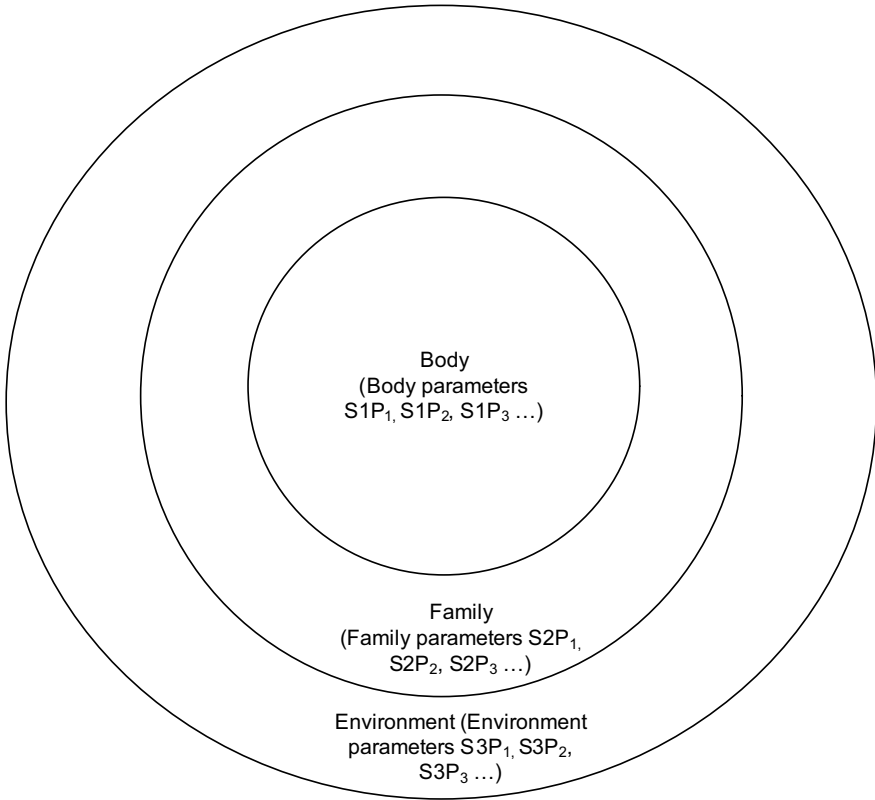 Body
(Body parameters
S1P₁, S1P₂, S1P₃ …)
Family
(Family parameters S2P₁,
S2P₂, S2P₃ …)
Environment (Environment
parameters S3P₁, S3P₂,
S3P₃ …)